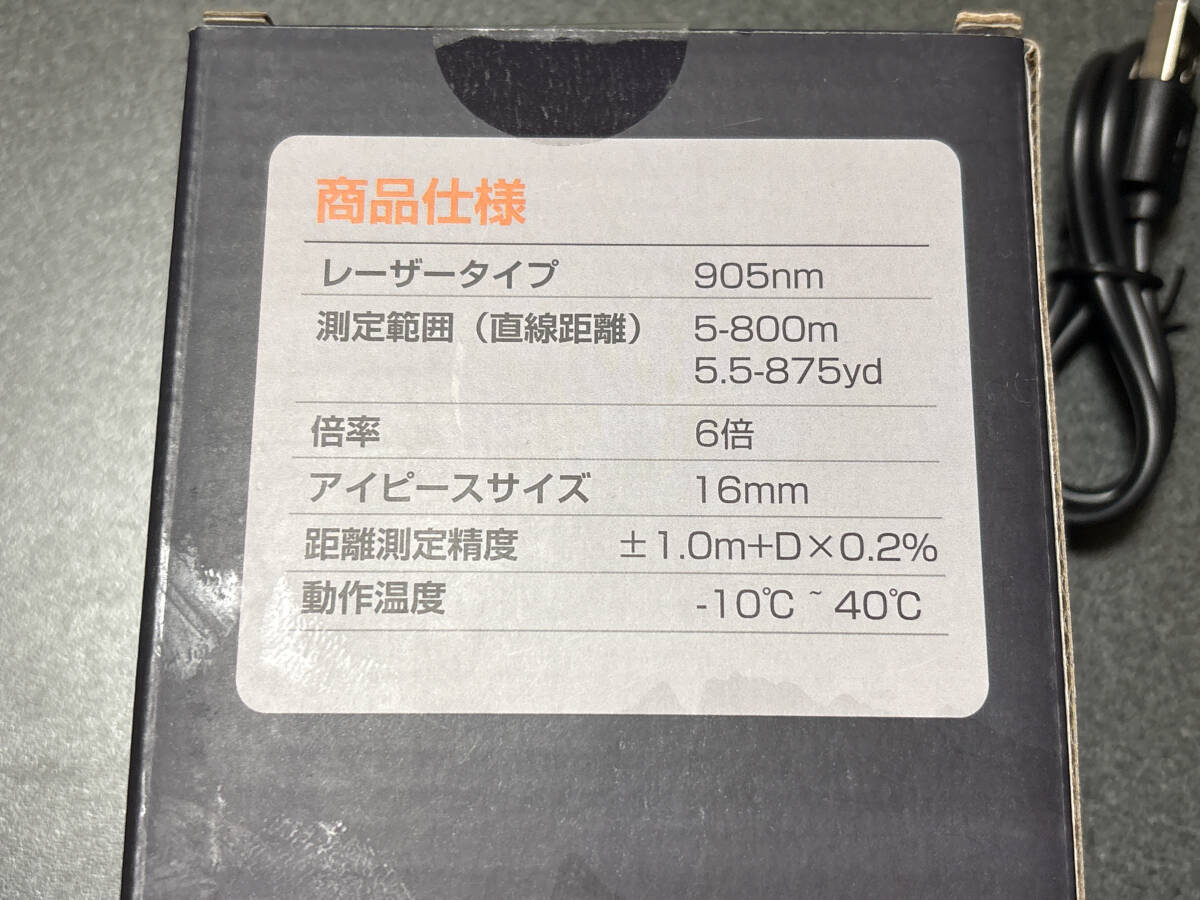 商品仕様
レーザータイプ 905nm
測定範囲（直線距離） 5-800m
5.5-875yd
倍率 6倍
アイピースサイズ 16mm
距離測定精度 ±1.0m+D×0.2%
動作温度 -10℃ ~ 40℃